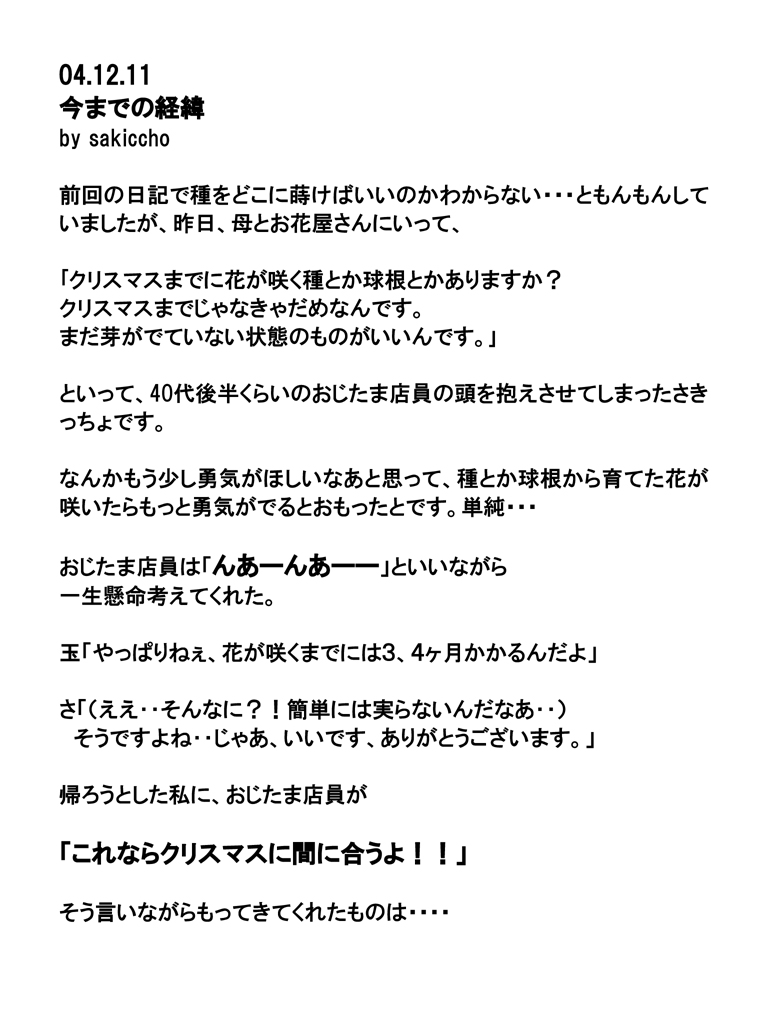 04.12.11
今までの経緯
by sakiccho
前回の日記で種をどこに蒔けばいいのかわからない・・・ともんもんして
いましたが、昨日、母とお花屋さんにいって、
「クリスマスまでに花が咲く種とか球根とかありますか？
クリスマスまでじゃなきゃだめなんです。
まだ芽がでていない状態のものがいいんです。」
といって、40代後半くらいのおじたま店員の頭を抱えさせてしまったさき
っちょです。
なんかもう少し勇気がほしいなあと思って、種とか球根から育てた花が
咲いたらもっと勇気がでるとおもったとです。単純・・・
おじたま店員は「んあーんあーー」といいながら
一生懸命考えてくれた。
玉「やっぱりねぇ、花が咲くまでには３、４ヶ月かかるんだよ」
さ「（ええ・・そんなに？！簡単には実らないんだなあ・・）
そうですよね・・じゃあ、いいです、ありがとうございます。」
帰ろうとした私に、おじたま店員が
「これならクリスマスに間に合うよ！！」
そう言いながらもってきてくれたものは・・・・